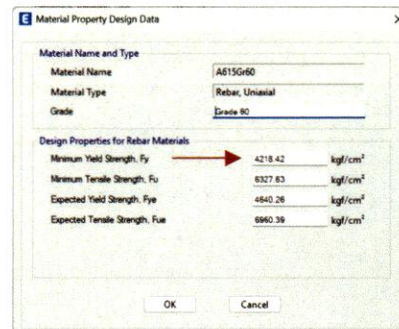 E Material Property Design Data
Material Name and Type
Material Name A615Gr60
Material Type Rebar, Uniaxial
Grade Grade 60
Design Properties for Rebar Materials
Minimum Yield Strength, Fy 4218.42 kgf/cm²
Minimum Tensile Strength, Fu 6327.63 kgf/cm²
Expected Yield Strength, Fye 4640.26 kgf/cm²
Expected Tensile Strength, Fue 6960.39 kgf/cm²
OK Cancel